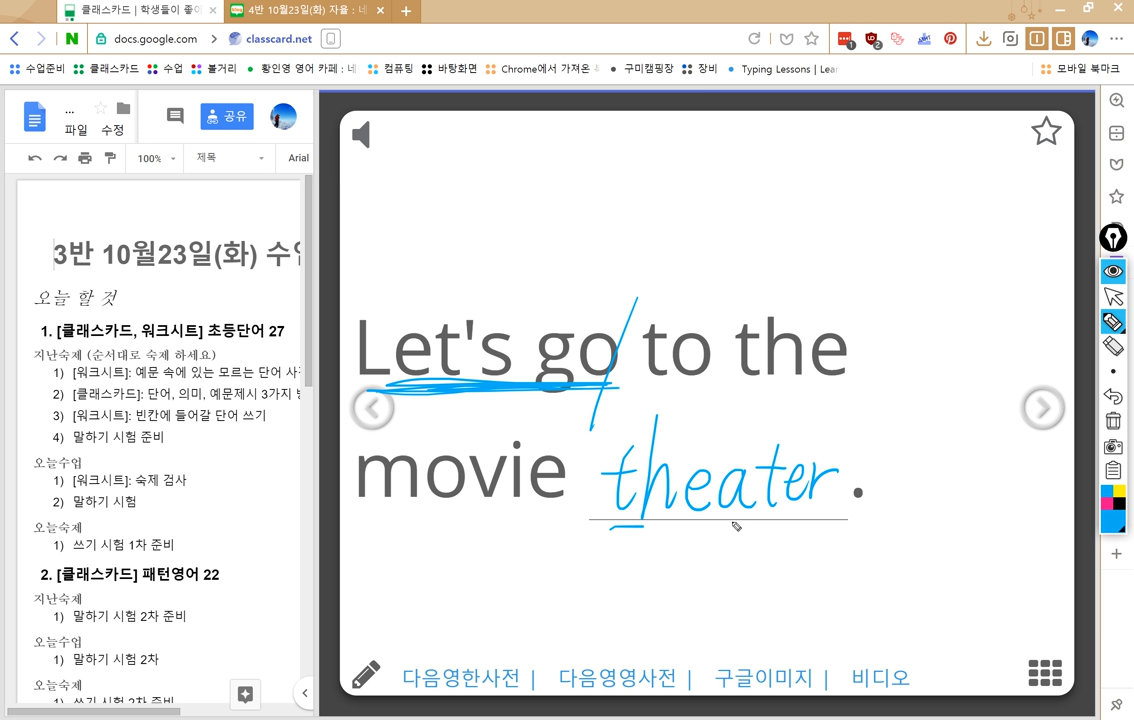 클래스카드 | 학생들이 좋아
4반 10월23일(화) 자율 : 네
N
docs.google.com
classcard.net
1
2
수업준비
클래스카드
수업
볼거리
황인영 영어 카페 : 네
컴퓨팅
바탕화면
Chrome에서 가져온
구미캠핑장
장비
Typing Lessons | Lear
모바일 북마크
...
파일
수정
공유
100%
제목
Arial
3반 10월23일(화) 수업
오늘 할 것
1. [클래스카드, 워크시트] 초등단어 27
지난숙제 (순서대로 숙제 하세요)
1) [워크시트]: 예문 속에 있는 모르는 단어 사
2) [클래스카드]: 단어, 의미, 예문제시 3가지
3) [워크시트]: 빈칸에 들어갈 단어 쓰기
4) 말하기 시험 준비
오늘수업
1) [워크시트]: 숙제 검사
2) 말하기 시험
오늘숙제
1) 쓰기 시험 1차 준비
2. [클래스카드] 패턴영어 22
지난숙제
1) 말하기 시험 2차 준비
오늘수업
1) 말하기 시험 2차
오늘숙제
1) 쓰기 시험 2차 준비
Let's go to the
movie theater.
다음영한사전 | 다음영영사전 | 구글이미지 | 비디오